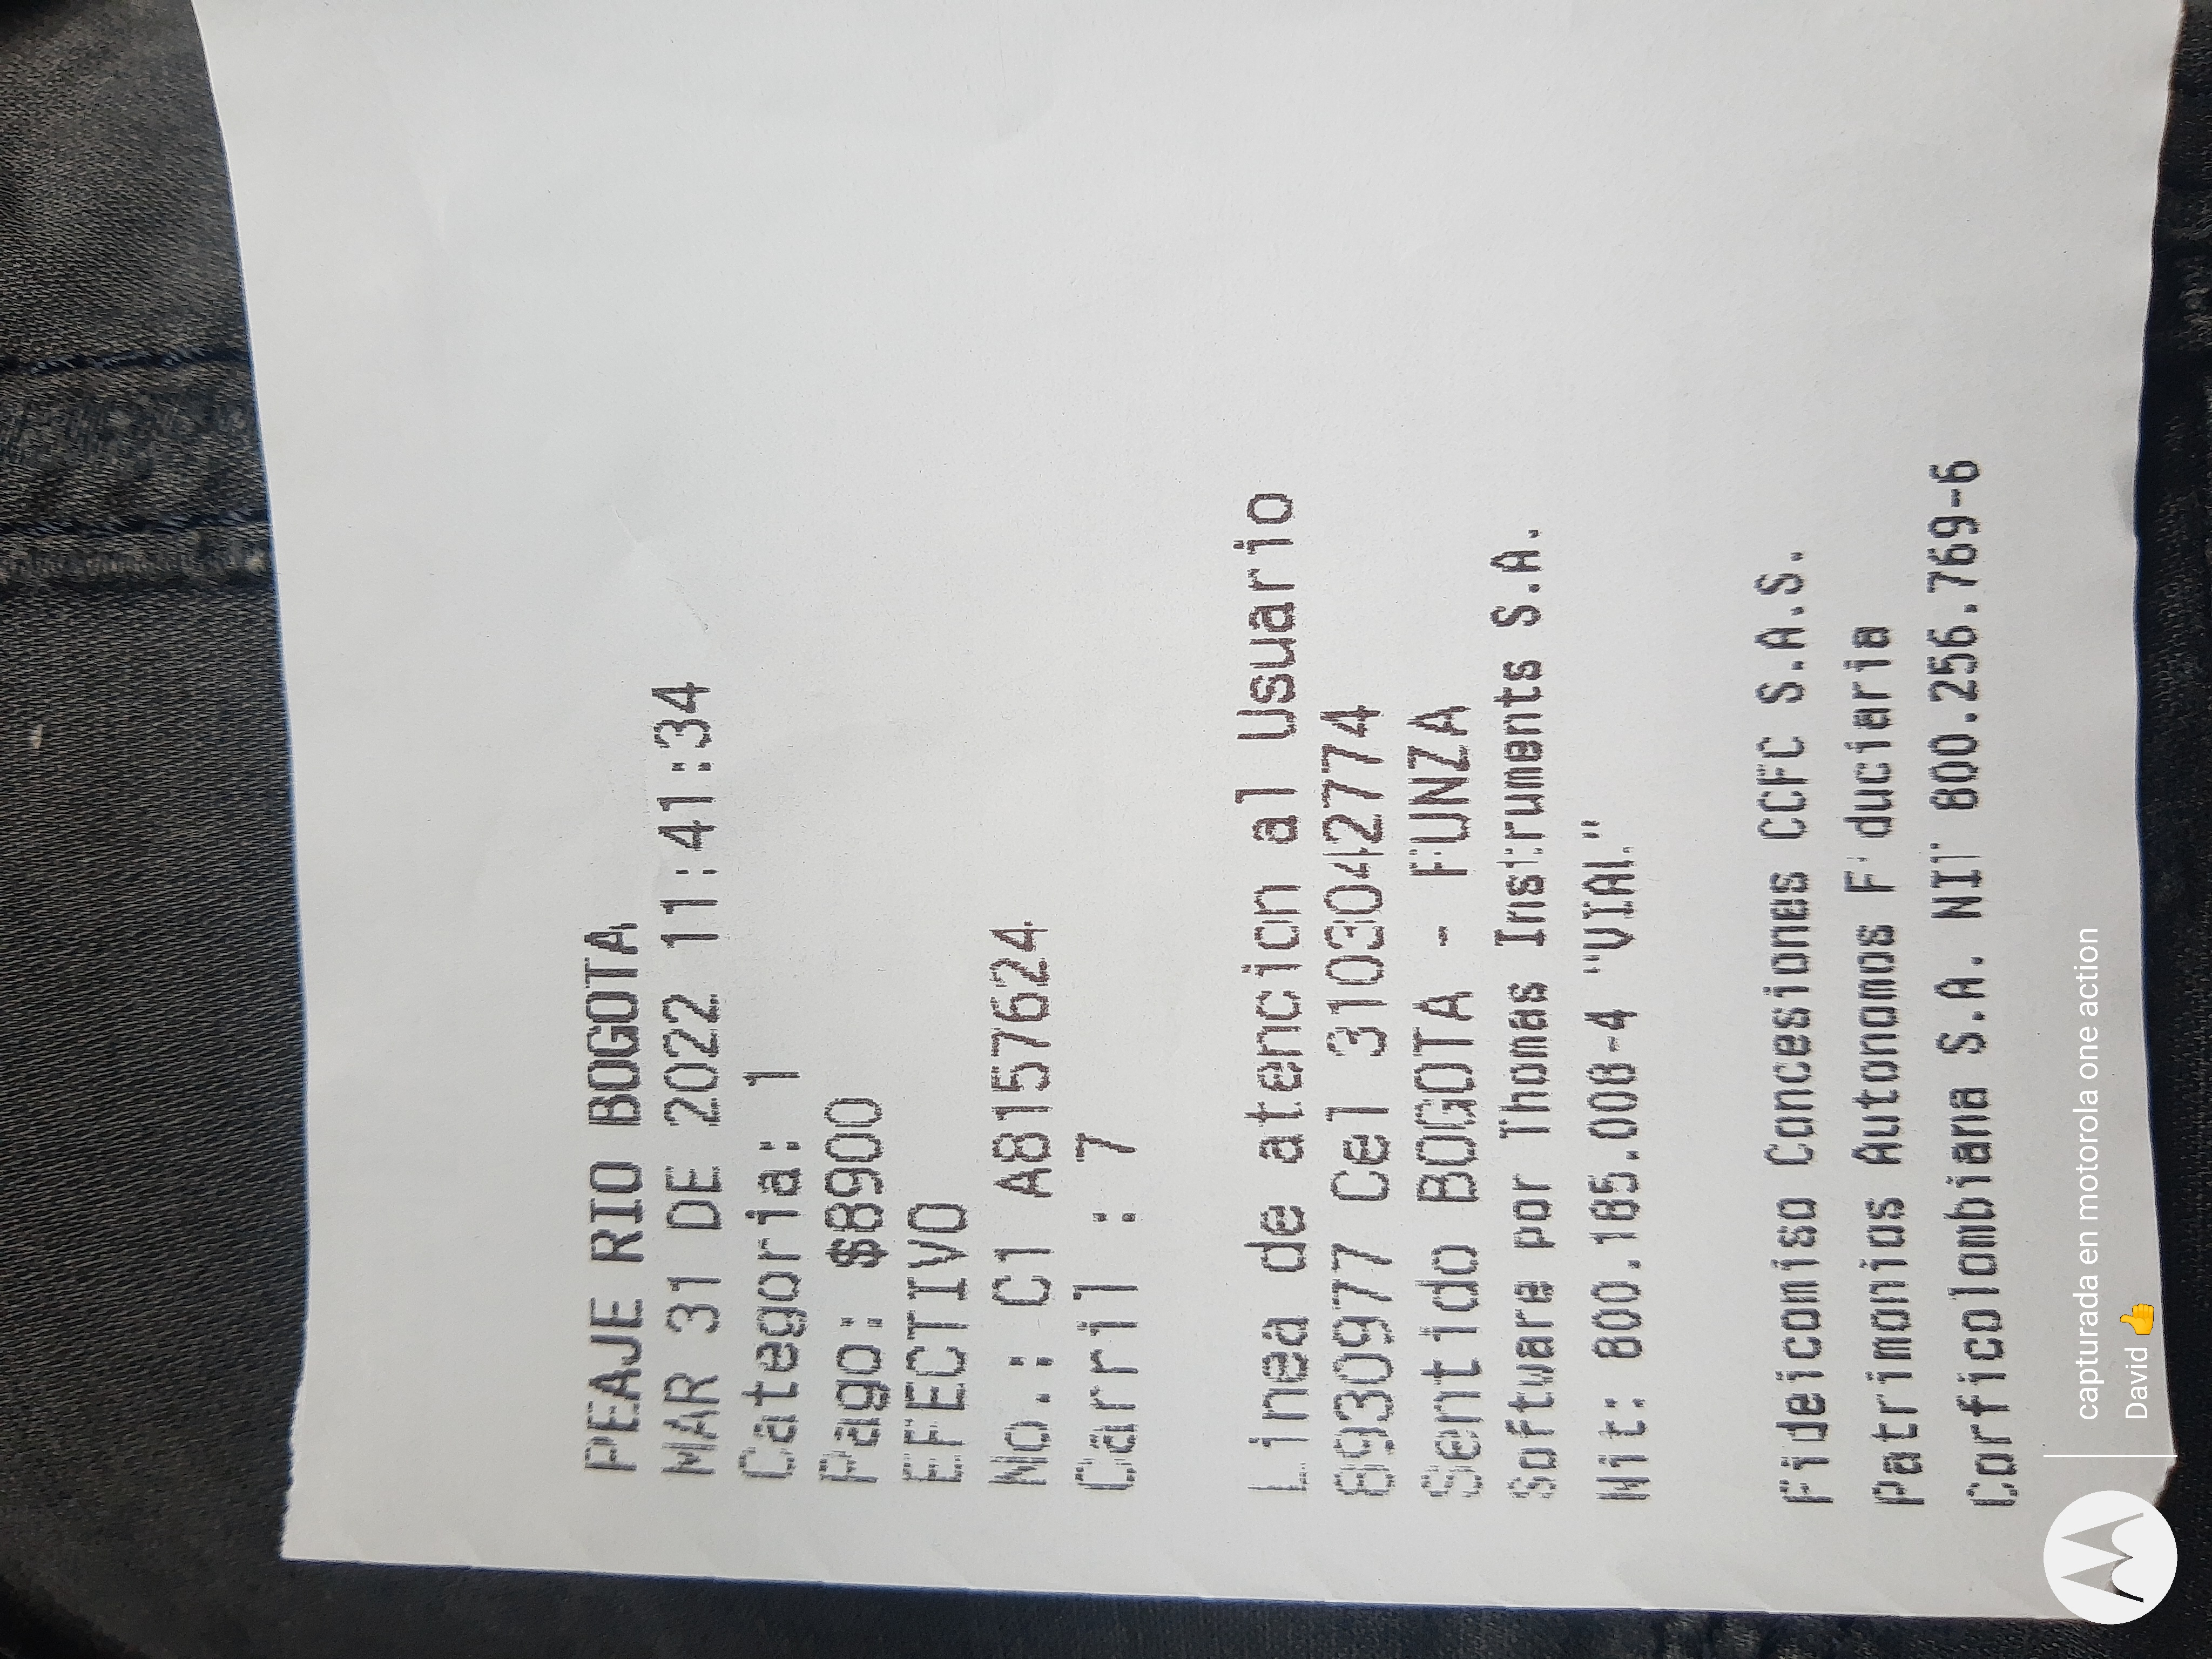 PEAJE RIO BOGOTA
MAR 31 DE 2022 11:41:34
Categoria: 1
Pago: $8900
EFECTIVO
No.: C1 A8157624
Carril : 7
Linea de atencion al Usuario
8930977 Cel 3103042774
Sentido BOGOTA - FUNZA
Software por Thomas Instruments S.A.
Nit: 800.185.008-4 "VIAL"
Fideicomiso Concesiones CCFC S.A.S.
Patrimonios Autonomos Fiduciaria
Corficolombiana S.A. NIT 800.256.769-6
capturada en motorola one action
David 👍